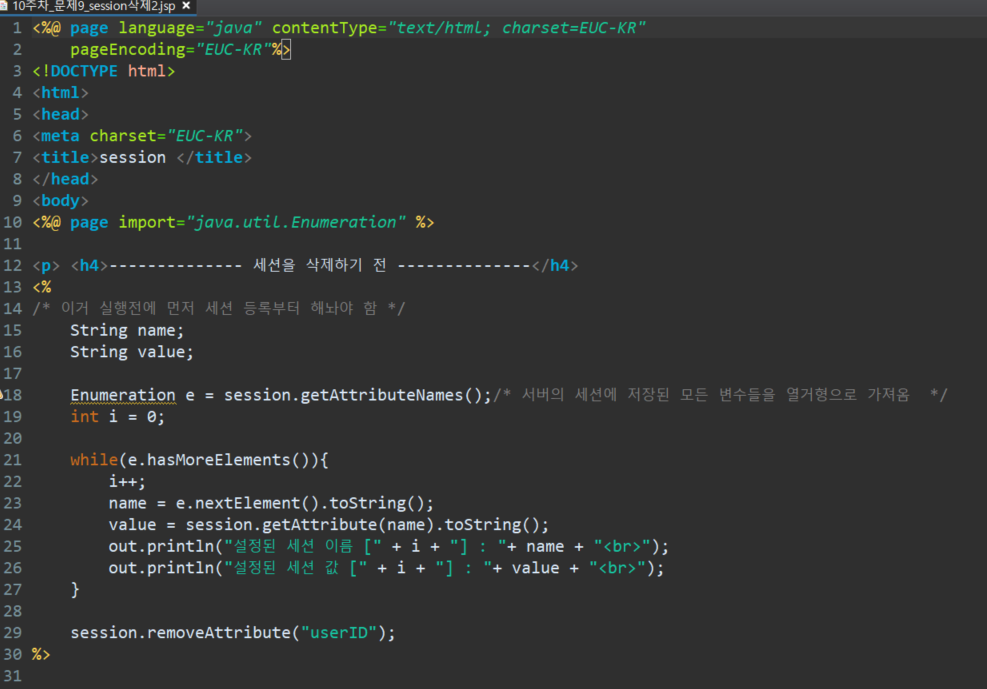 10주차_문제9_session삭제2.jsp
1 <%@ page language="java" contentType="text/html; charset=EUC-KR"
2     pageEncoding="EUC-KR"%>
3 <!DOCTYPE html>
4 <html>
5 <head>
6 <meta charset="EUC-KR">
7 <title>session </title>
8 </head>
9 <body>
10 <%@ page import="java.util.Enumeration" %>
11
12 <p> <h4>-------------- 세션을 삭제하기 전 --------------</h4>
13 <%
14 /* 이거 실행전에 먼저 세션 등록부터 해놔야 함 */
15     String name;
16     String value;
17
18     Enumeration e = session.getAttributeNames();/* 서버의 세션에 저장된 모든 변수들을 열거형으로 가져옴  */
19     int i = 0;
20
21     while(e.hasMoreElements()){
22         i++;
23         name = e.nextElement().toString();
24         value = session.getAttribute(name).toString();
25         out.println("설정된 세션 이름 [" + i + "] : "+ name + "<br>");
26         out.println("설정된 세션 값 [" + i + "] : "+ value + "<br>");
27     }
28
29     session.removeAttribute("userID");
30 %>
31